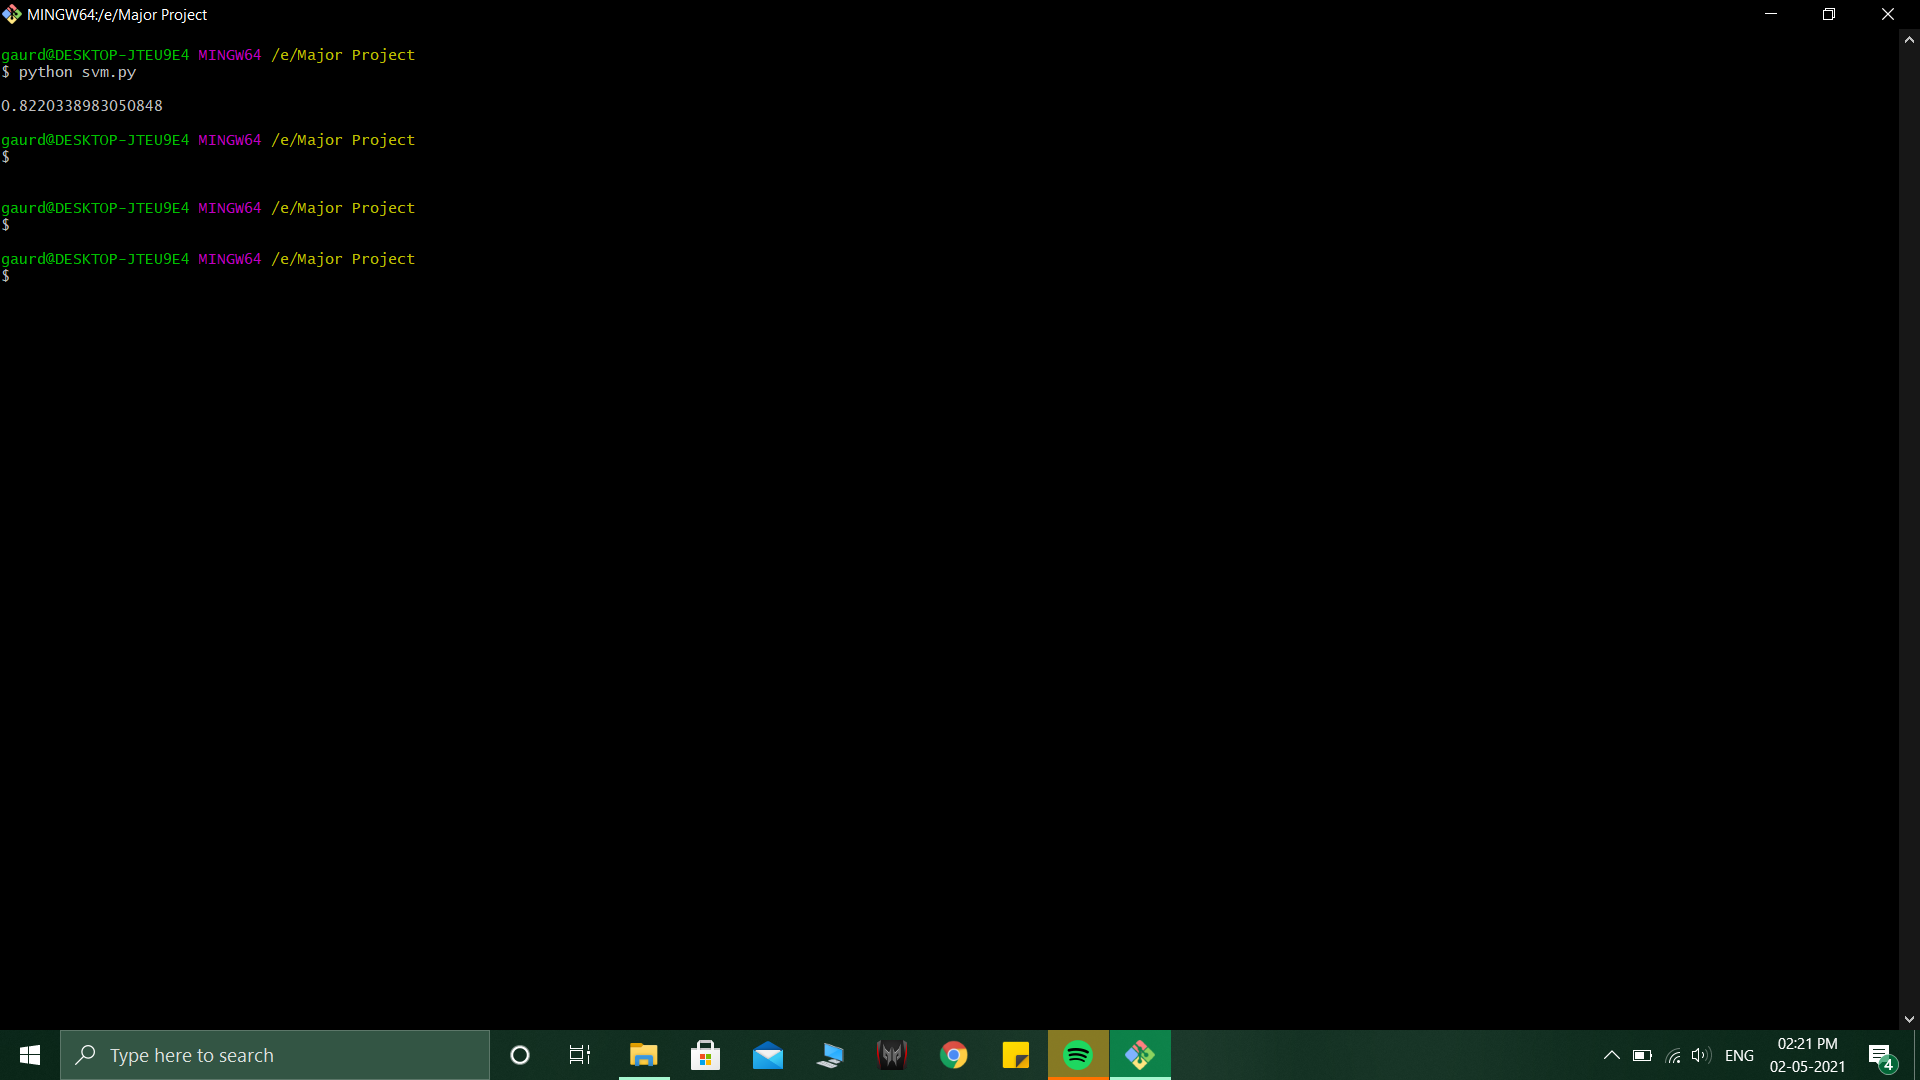 MINGW64:/e/Major Project
gaurd@DESKTOP-JTEU9E4 MINGW64 /e/Major Project
$ python svm.py
0.8220338983050848
gaurd@DESKTOP-JTEU9E4 MINGW64 /e/Major Project
$
gaurd@DESKTOP-JTEU9E4 MINGW64 /e/Major Project
$
gaurd@DESKTOP-JTEU9E4 MINGW64 /e/Major Project
$
Type here to search
ENG
02:21 PM
02-05-2021
4